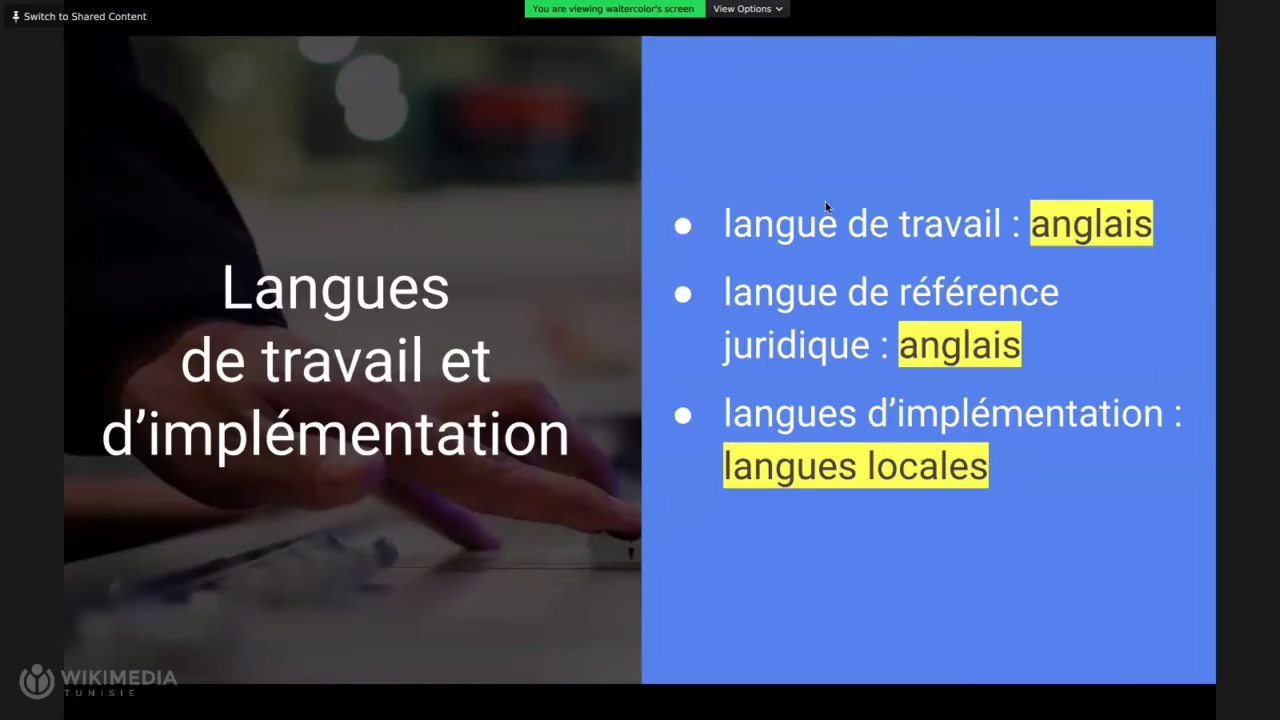 Switch to Shared Content
You are viewing waltercolor's screen
View Options
Langues
de travail et
d’implémentation
● langue de travail : anglais
● langue de référence
juridique : anglais
● langues d’implémentation :
langues locales
WIKIMEDIA
TUNISIE